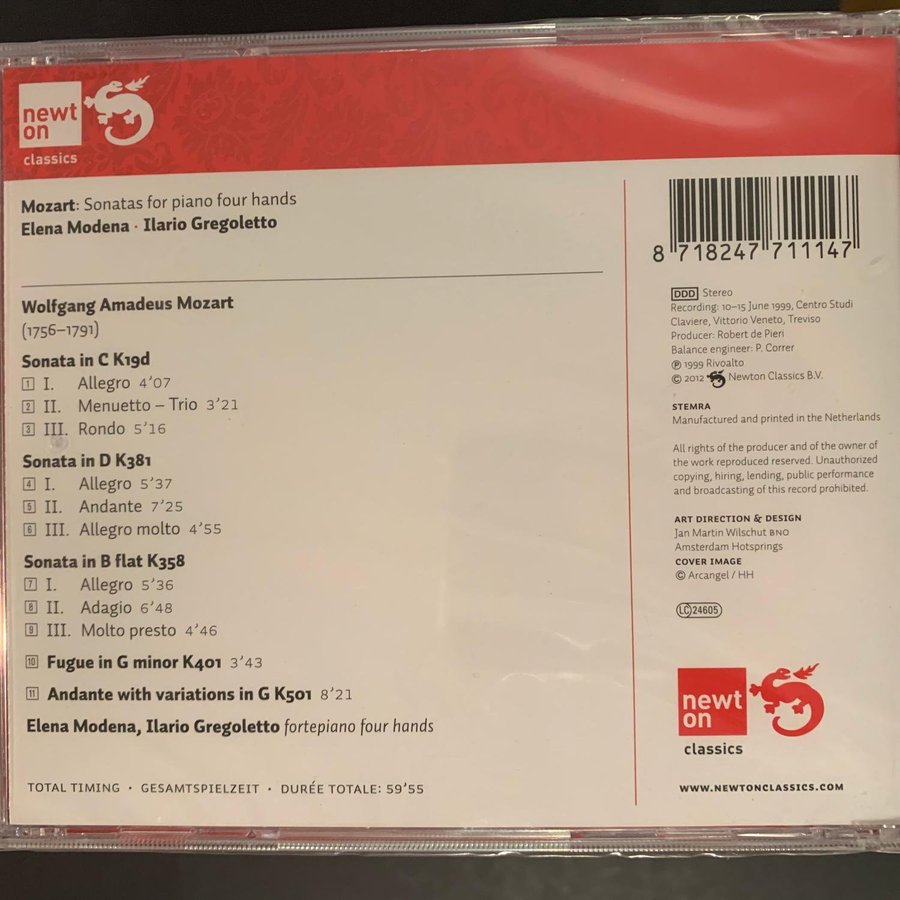 newt
on
classics
Mozart: Sonatas for piano four hands
Elena Modena · Ilario Gregoletto
Wolfgang Amadeus Mozart
(1756–1791)
Sonata in C K19d
1 I. Allegro 4’07
2 II. Menuetto – Trio 3’21
3 III. Rondo 5’16
Sonata in D K381
4 I. Allegro 5’37
5 II. Andante 7’25
6 III. Allegro molto 4’55
Sonata in B flat K358
7 I. Allegro 5’36
8 II. Adagio 6’48
9 III. Molto presto 4’46
10 Fugue in G minor K401 3’43
11 Andante with variations in G K501 8’21
Elena Modena, Ilario Gregoletto fortepiano four hands
TOTAL TIMING · GESAMTSPIELZEIT · DURÉE TOTALE: 59’55
8 718247 711147
DDD Stereo
Recording: 10–15 June 1999, Centro Studi
Claviere, Vittorio Veneto, Treviso
Producer: Robert de Pieri
Balance engineer: P. Correr
℗ 1999 Rivoalto
© 2012 Newton Classics B.V.
STEMRA
Manufactured and printed in the Netherlands
All rights of the producer and of the owner of
the work reproduced reserved. Unauthorized
copying, hiring, lending, public performance
and broadcasting of this record prohibited.
ART DIRECTION & DESIGN
Jan Martin Wilschut BNO
Amsterdam Hotsprings
COVER IMAGE
© Arcangel / HH
LC 24605
newt
on
classics
WWW.NEWTONCLASSICS.COM